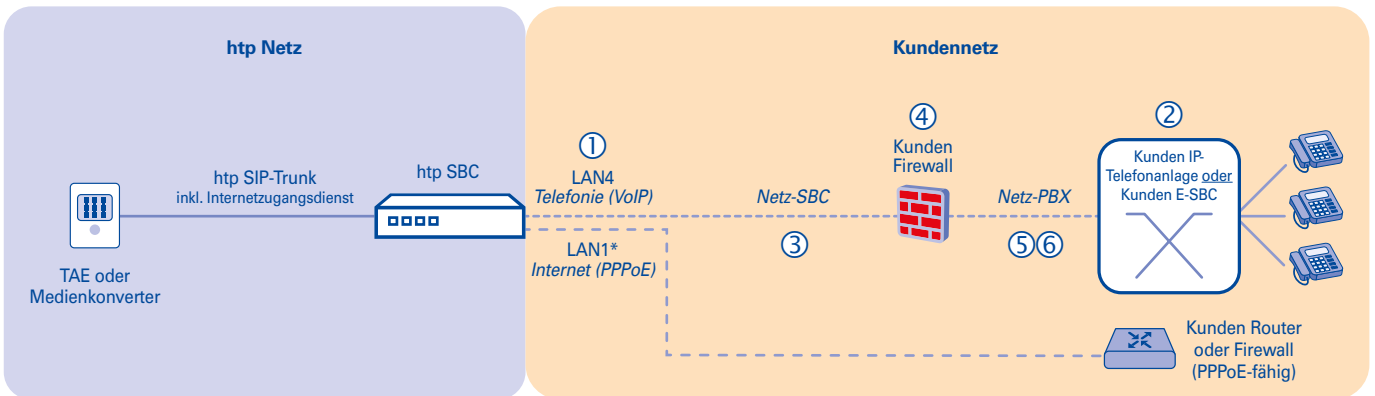 htp Netz
Kundennetz
TAE oder
Medienkonverter
htp SIP-Trunk
inkl. Internetzugangsdienst
htp SBC
①
LAN4
Telefonie (VoIP)
LAN1*
Internet (PPPoE)
Netz-SBC
③
④
Kunden
Firewall
Netz-PBX
⑤⑥
②
Kunden IP-
Telefonanlage oder
Kunden E-SBC
Kunden Router
oder Firewall
(PPPoE-fähig)